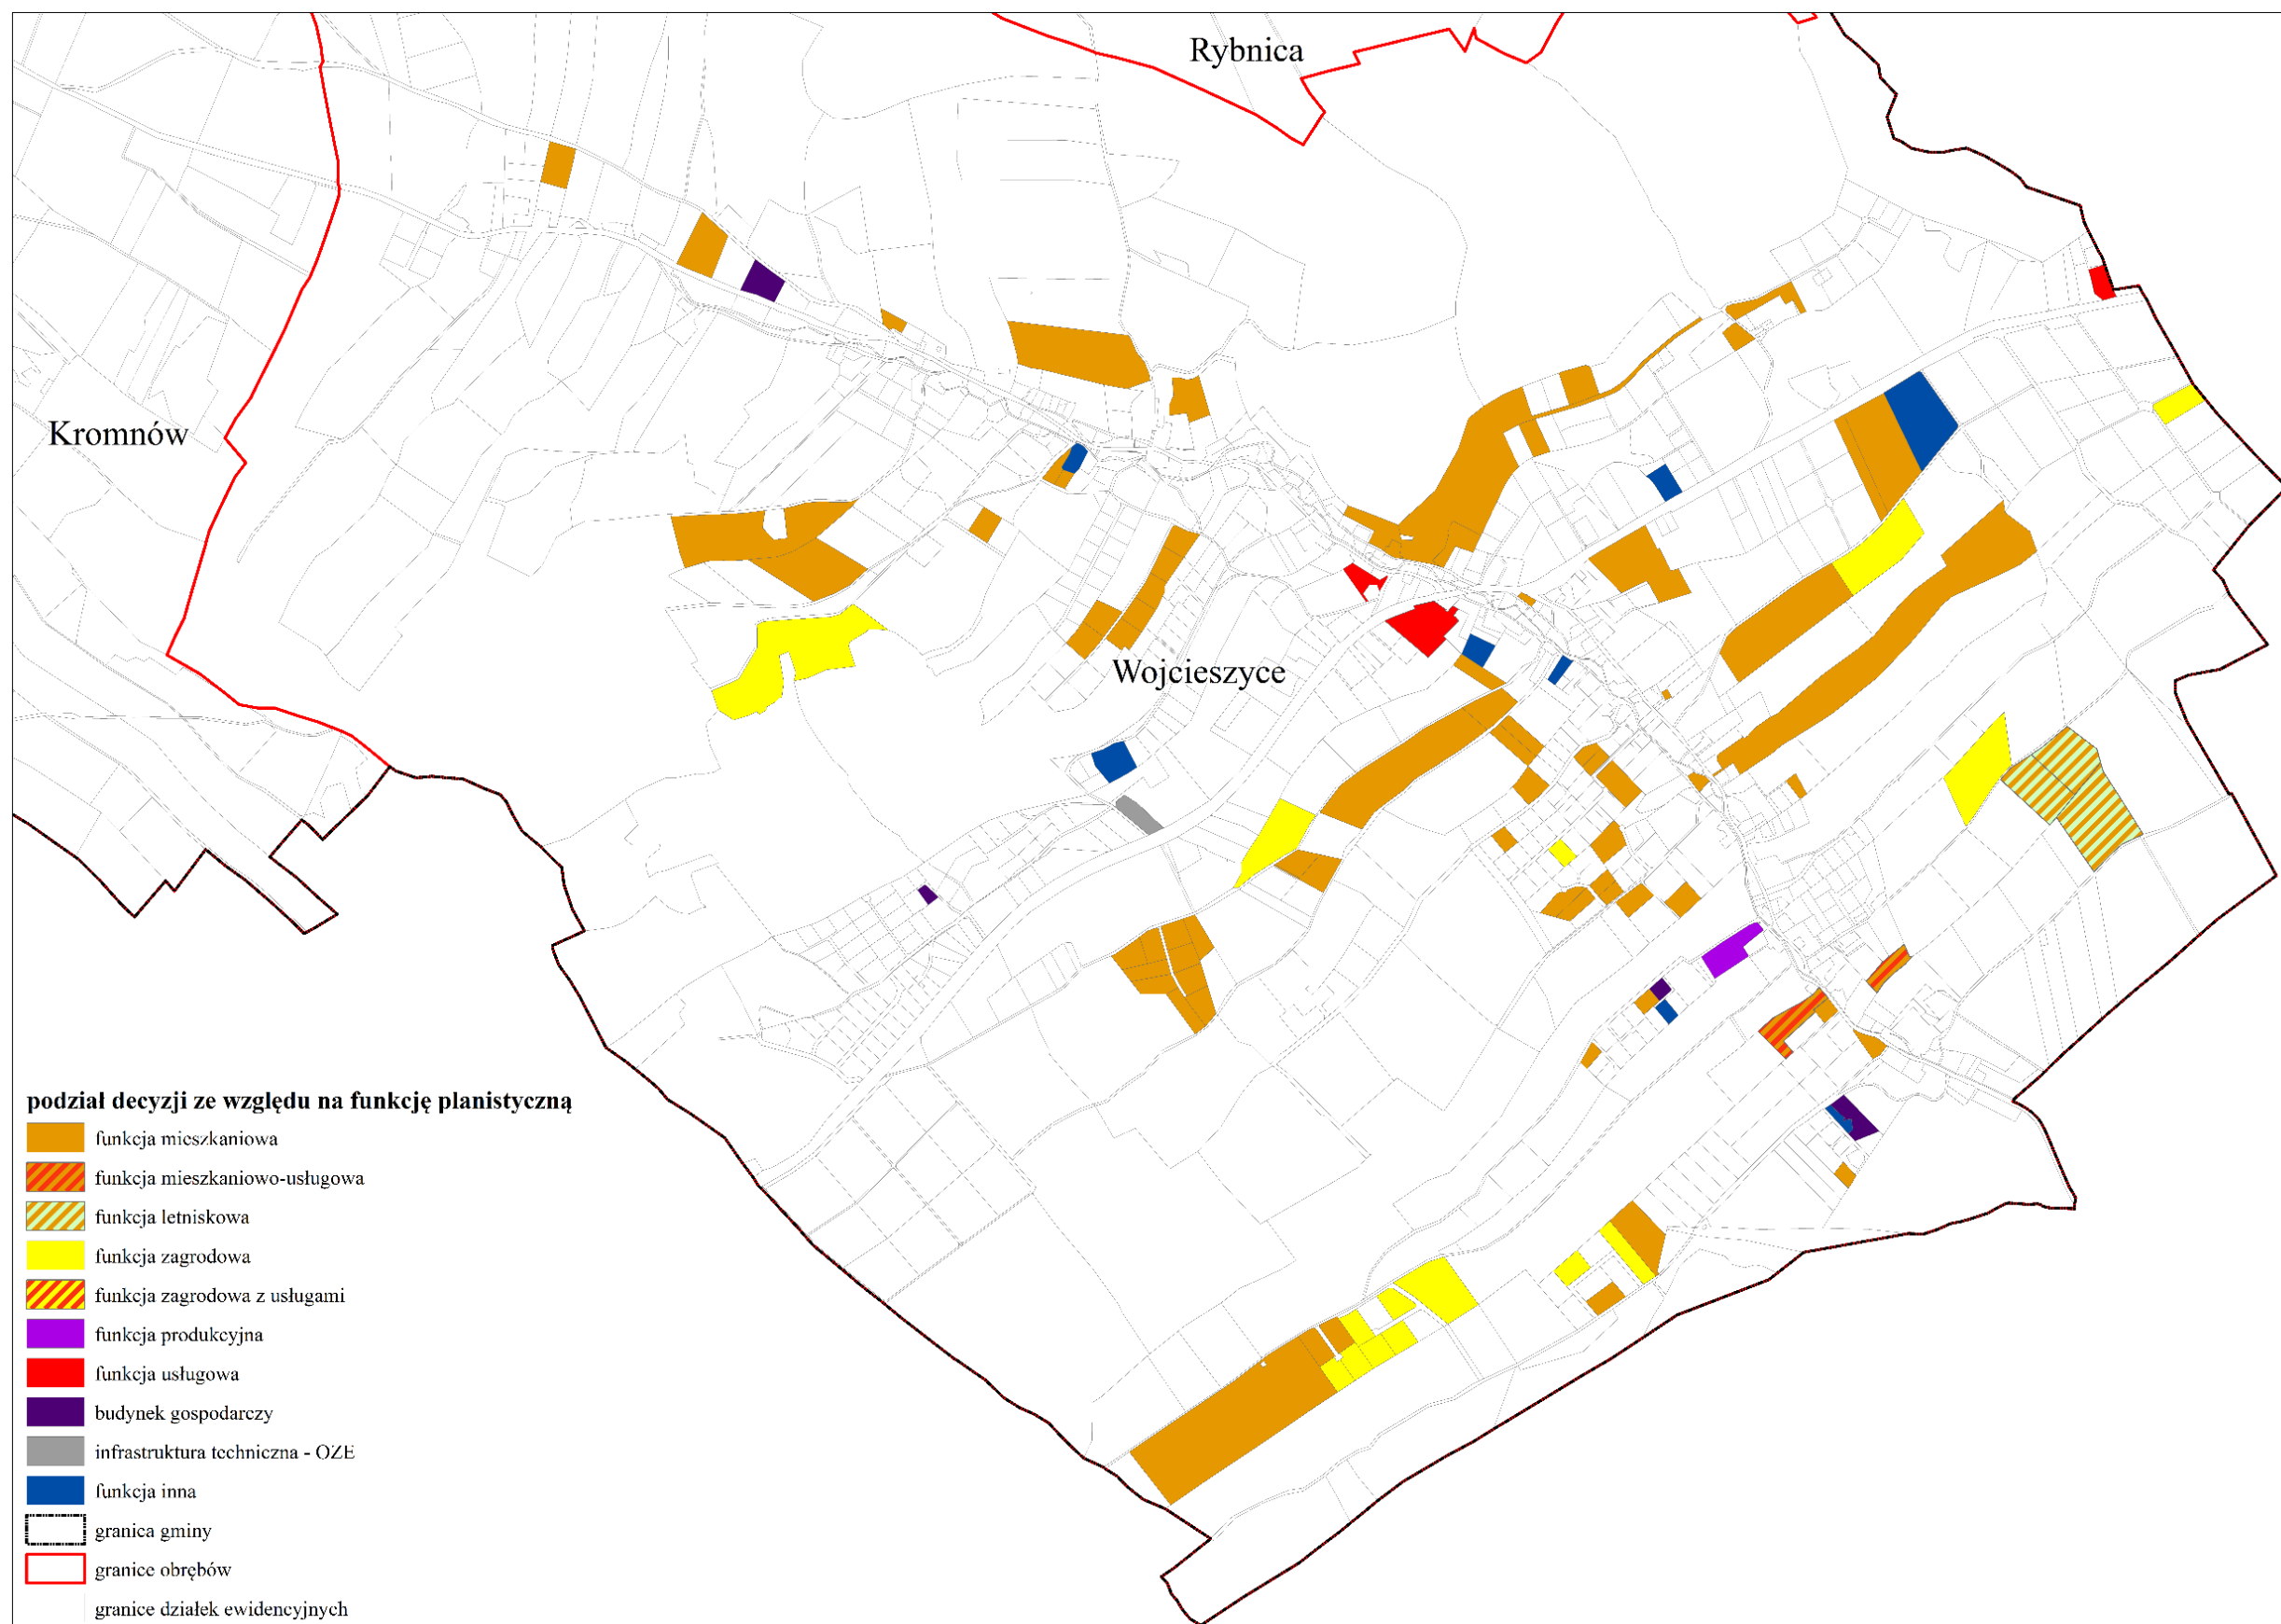 Rybnica
Kromnów
Wojcieszyce
podział decyzji ze względu na funkcję planistyczną
funkcja mieszkaniowa
funkcja mieszkaniowo-usługowa
funkcja letniskowa
funkcja zagrodowa
funkcja zagrodowa z usługami
funkcja produkcyjna
funkcja usługowa
budynek gospodarczy
infrastruktura techniczna - OZE
funkcja inna
granica gminy
granice obrębów
granice działek ewidencyjnych